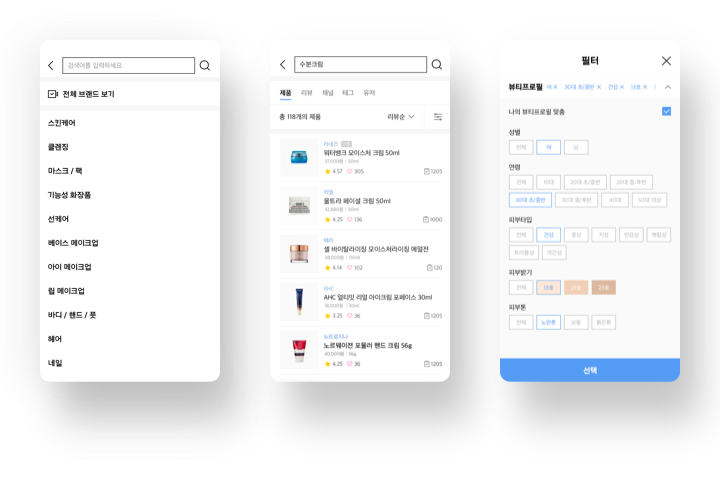 검색어를 입력하세요
전체 브랜드 보기
스킨케어
클렌징
마스크 / 팩
기능성 화장품
선케어
베이스 메이크업
아이 메이크업
립 메이크업
바디 / 핸드 / 풋
헤어
네일
수분크림
제품 리뷰 채널 태그 유저
총 118개의 제품 리뷰순
라네즈
워터뱅크 모이스처 크림 50ml
37,000원 | 50ml
4.57 305 1205
키엘
울트라 페이셜 크림 50ml
32,880원 | 50ml
4.25 136 1000
헤라
셀 바이탈라이징 모이스처라이징 에멀전
38,000원 | 110ml
4.14 102 120
AHC
AHC 얼티밋 리얼 아이크림 포페이스 30ml
18,000원 | 30ml
3.25 36 1205
뉴트로지나
노르웨이젼 포뮬러 핸드 크림 56g
40,000원 | 56g
4.25 36 1205
필터
뷰티프로필 여 × 30대 초/중반 × 건성 × 13호 ×
나의 뷰티프로필 맞춤
성별
전체 여 남
연령
전체 10대 20대 초/중반 20대 중/후반
30대 초/중반 30대 중/후반 40대 50대 이상
피부타입
전체 건성 중성 지성 민감성 복합성
트러블성 악건성
피부밝기
전체 13호 21호 23호
피부톤
전체 노란톤 보통 붉은톤
선택